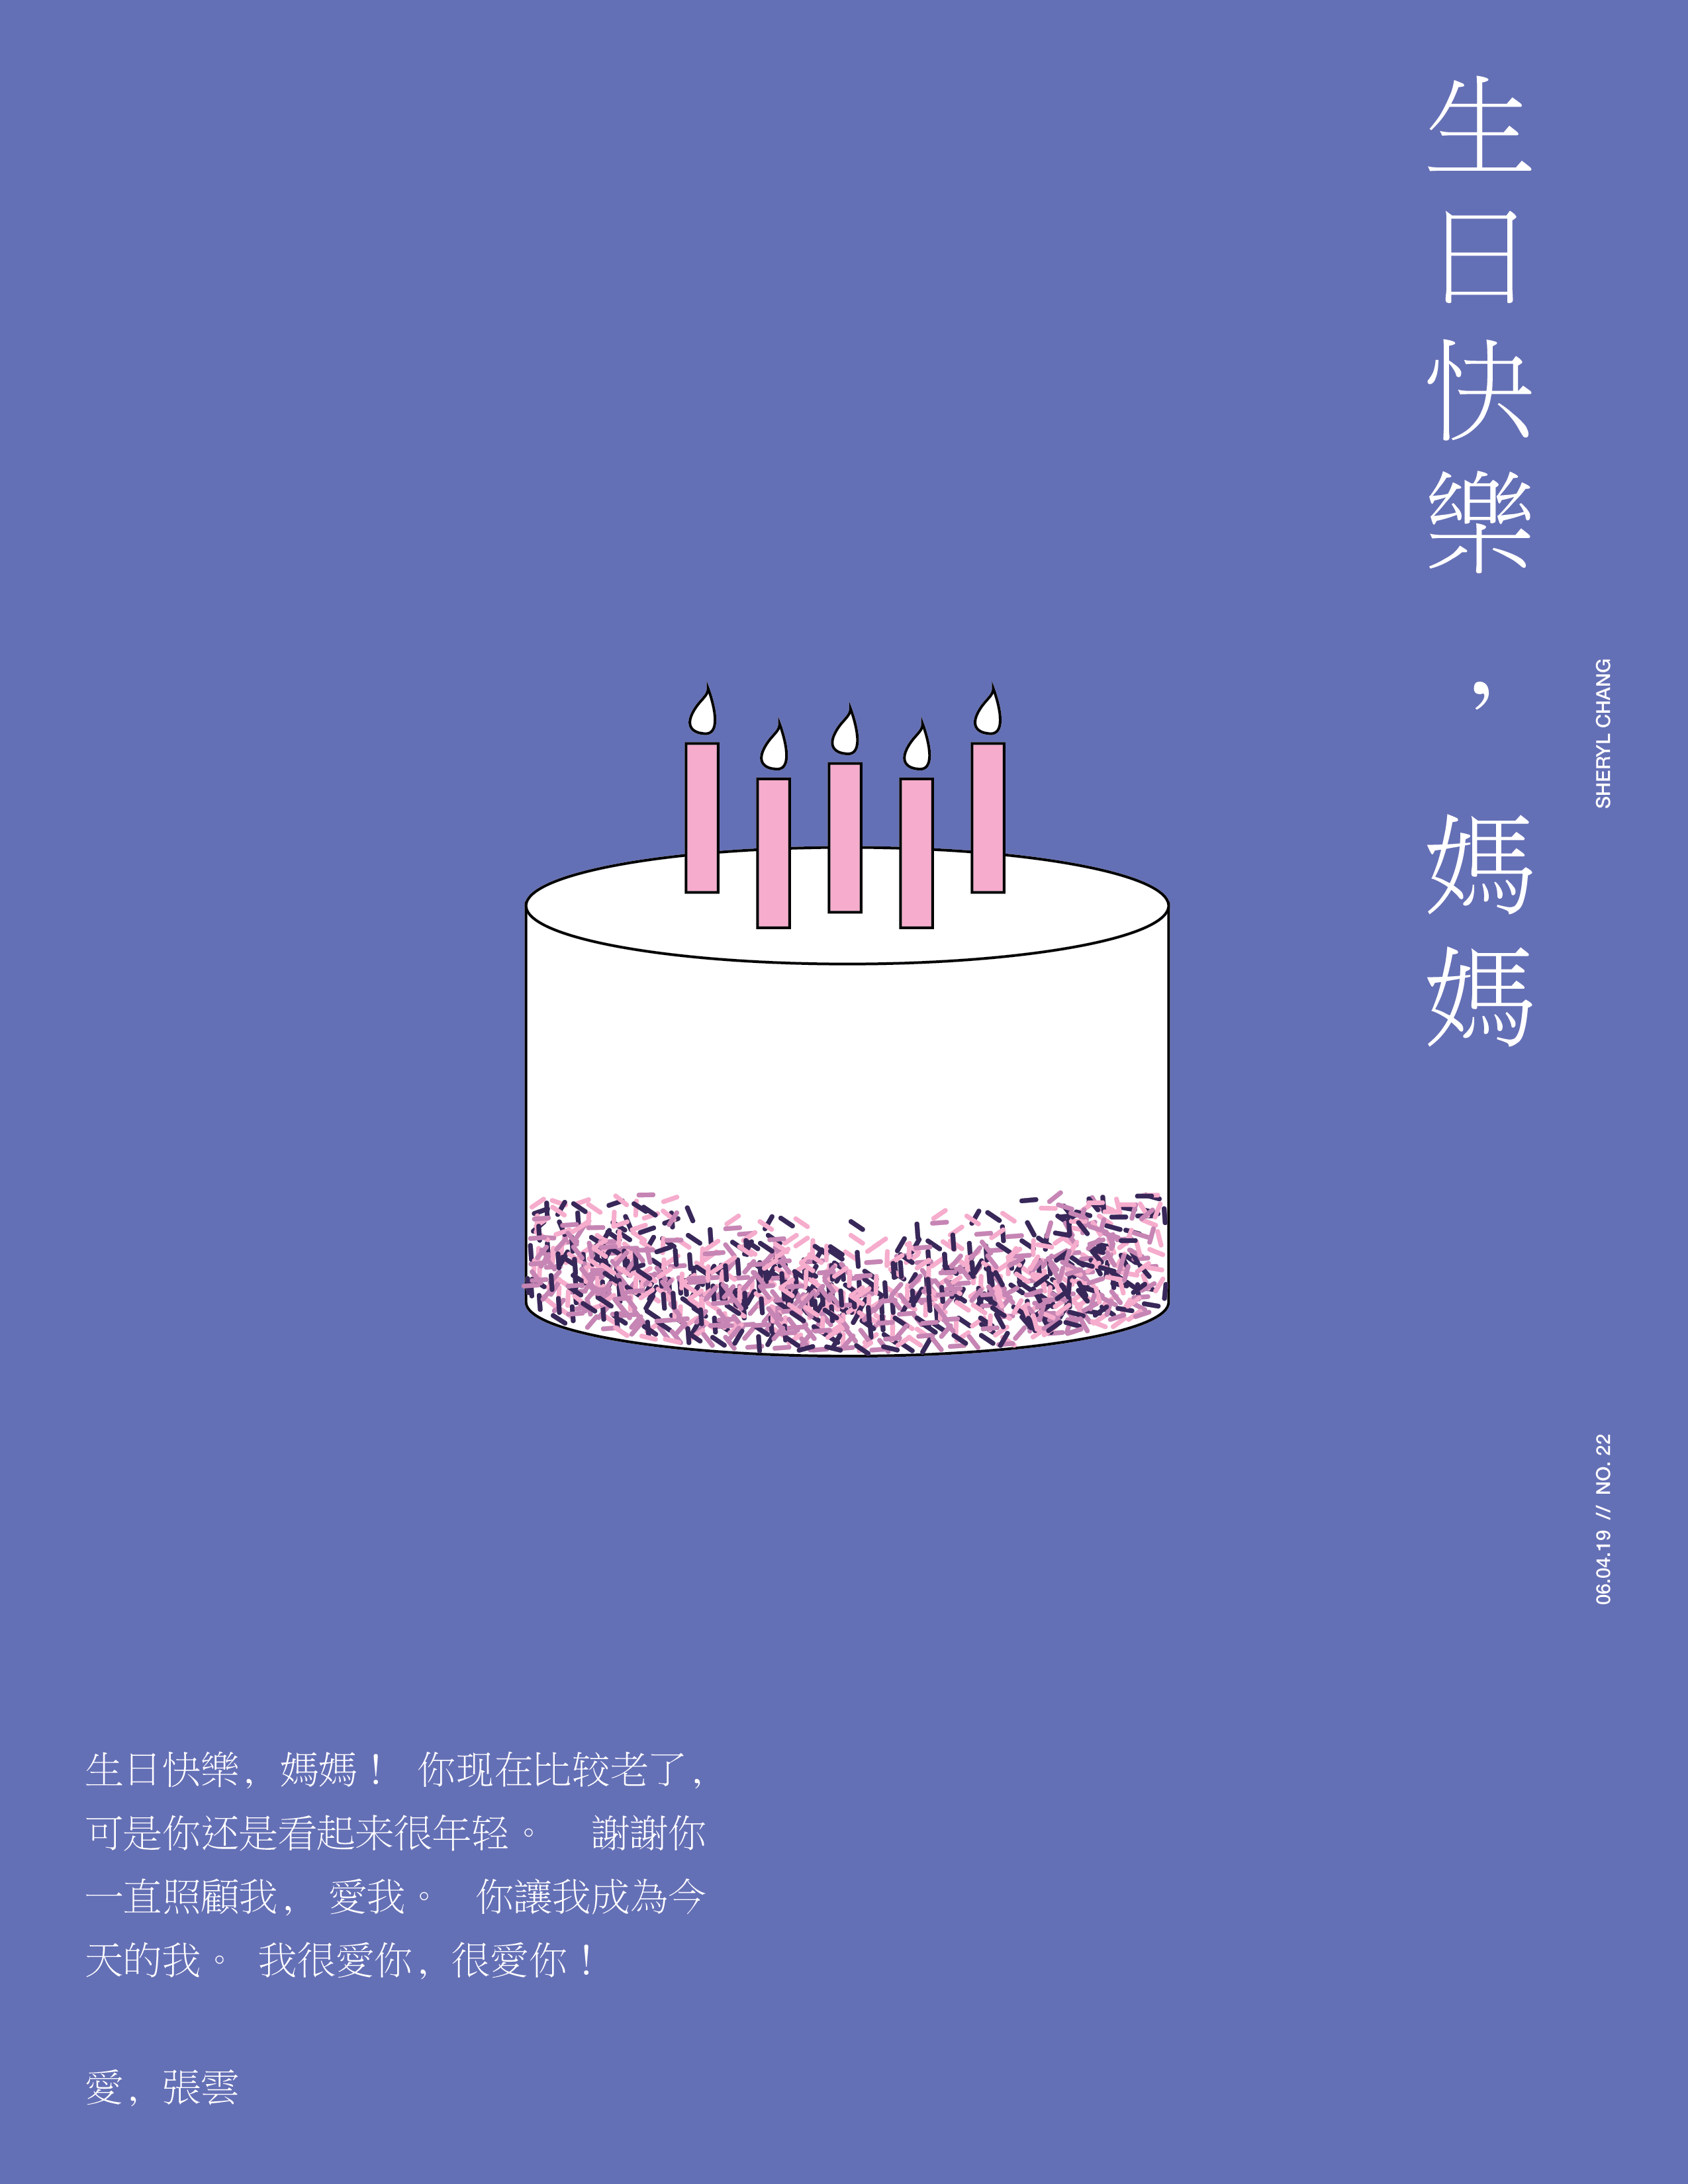 生日快樂，媽媽
SHERYL CHANG
06.04.19 // NO. 22
生日快樂，媽媽！ 你现在比较老了，
可是你还是看起来很年轻。 謝謝你
一直照顧我， 愛我。 你讓我成為今
天的我。 我很愛你，很愛你！
愛，張雲